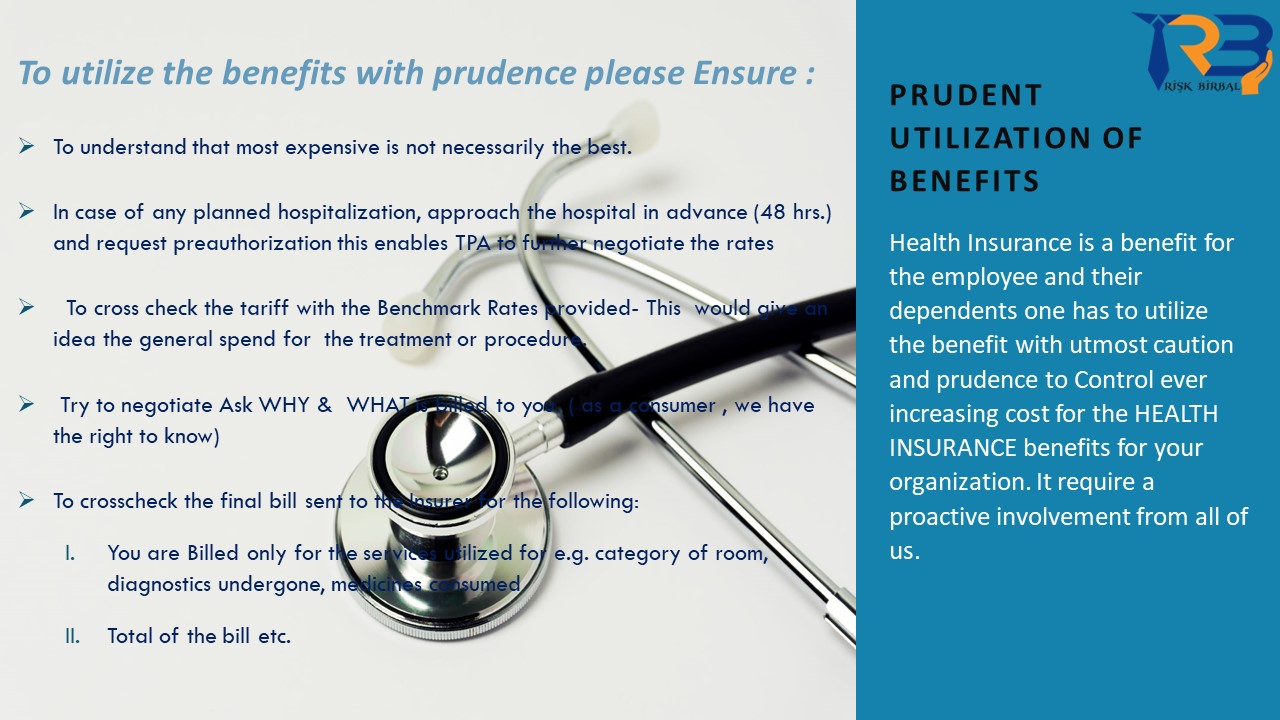 To utilize the benefits with prudence please Ensure :
➢ To understand that most expensive is not necessarily the best.
➢ In case of any planned hospitalization, approach the hospital in advance (48 hrs.)
and request preauthorization this enables TPA to further negotiate the rates
➢ To cross check the tariff with the Benchmark Rates provided- This would give an
idea the general spend for the treatment or procedure.
➢ Try to negotiate Ask WHY & WHAT is billed to you ( as a consumer , we have
the right to know)
➢ To crosscheck the final bill sent to the Insurer for the following:
I. You are Billed only for the services utilized for e.g. category of room,
diagnostics undergone, medicines consumed
II. Total of the bill etc.
RB
RISK BIRBAL
PRUDENT
UTILIZATION OF
BENEFITS
Health Insurance is a benefit for
the employee and their
dependents one has to utilize
the benefit with utmost caution
and prudence to Control ever
increasing cost for the HEALTH
INSURANCE benefits for your
organization. It require a
proactive involvement from all of
us.